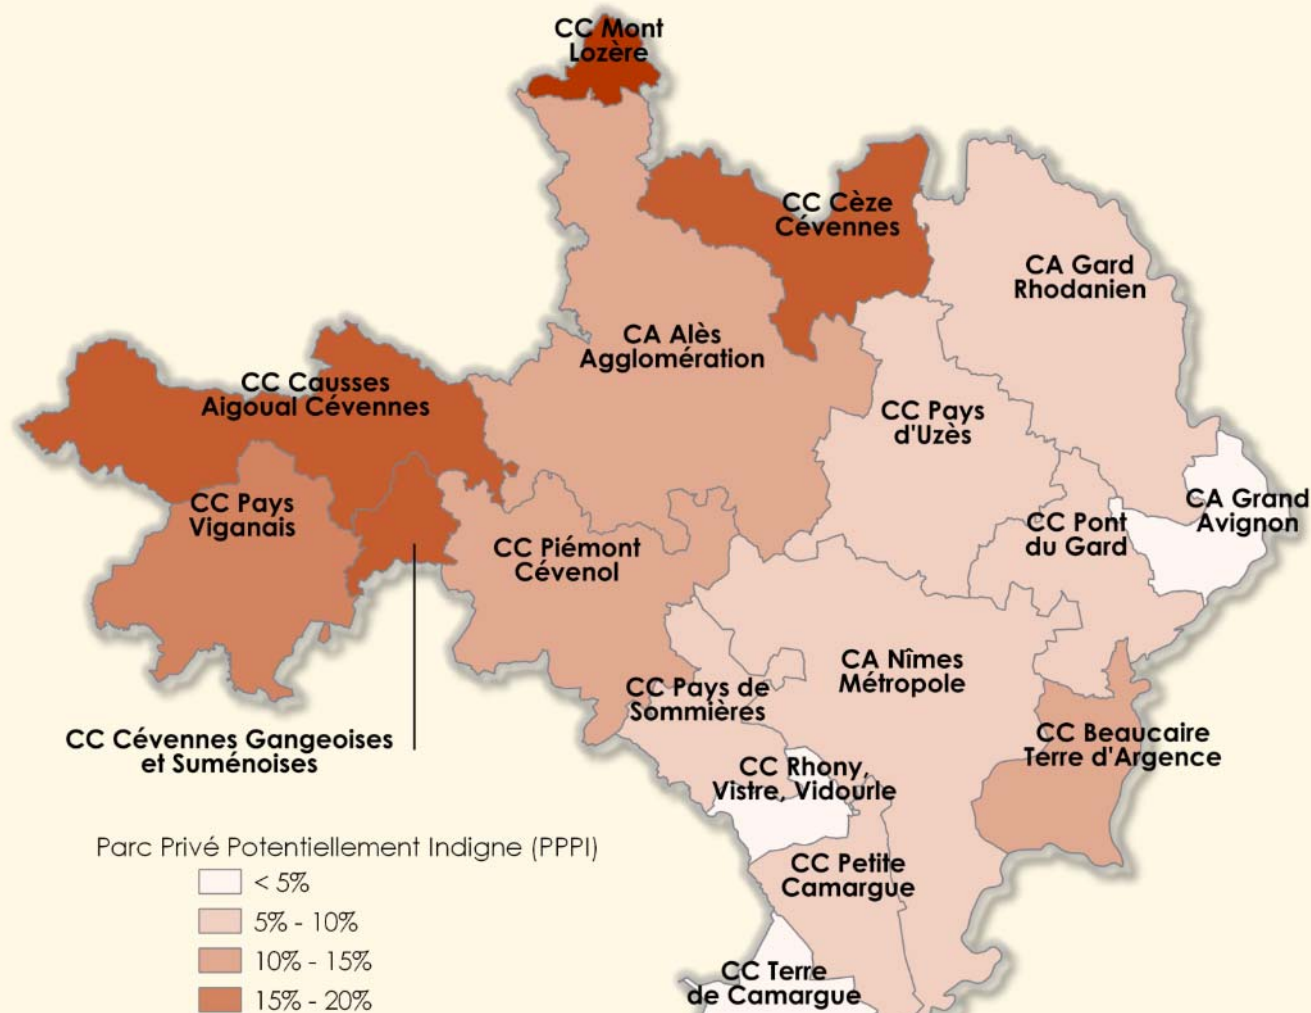 CC Mont
Lozère
CC Cèze
Cévennes
CA Gard
Rhodanien
CA Alès
Agglomération
CC Causses
Aigoual Cévennes
CC Pays
d'Uzès
CC Pays
Viganais
CA Grand
Avignon
CC Pont
du Gard
CC Piémont
Cévenol
CA Nîmes
Métropole
CC Pays de
Sommières
CC Cévennes Gangeoises
et Suménoises
CC Beaucaire
Terre d'Argence
CC Rhony,
Vistre, Vidourle
CC Petite
Camargue
CC Terre
de Camargue
Parc Privé Potentiellement Indigne (PPPI)
< 5%
5% - 10%
10% - 15%
15% - 20%